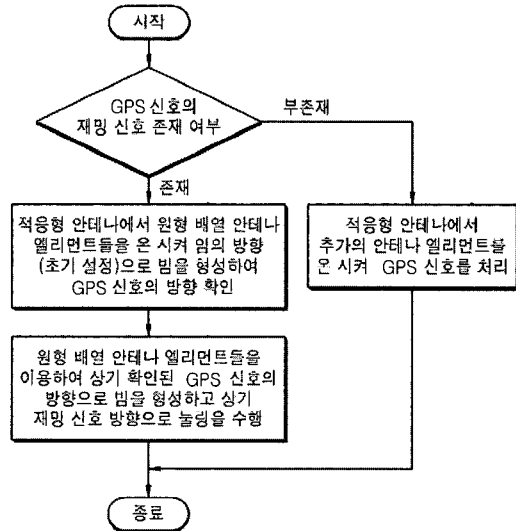 시작
GPS 신호의
재밍 신호 존재 여부
부존재
존재
적응형 안테나에서 원형 배열 안테나
엘리먼트들을 온 시켜 임의 방향
(초기 설정)으로 빔을 형성하여
GPS 신호의 방향 확인
적응형 안테나에서
추가의 안테나 엘리먼트를
온 시켜 GPS 신호를 처리
원형 배열 안테나 엘리먼트들을
이용하여 상기 확인된 GPS 신호의
방향으로 빔을 형성하고 상기
재밍 신호 방향으로 눌링을 수행
종료